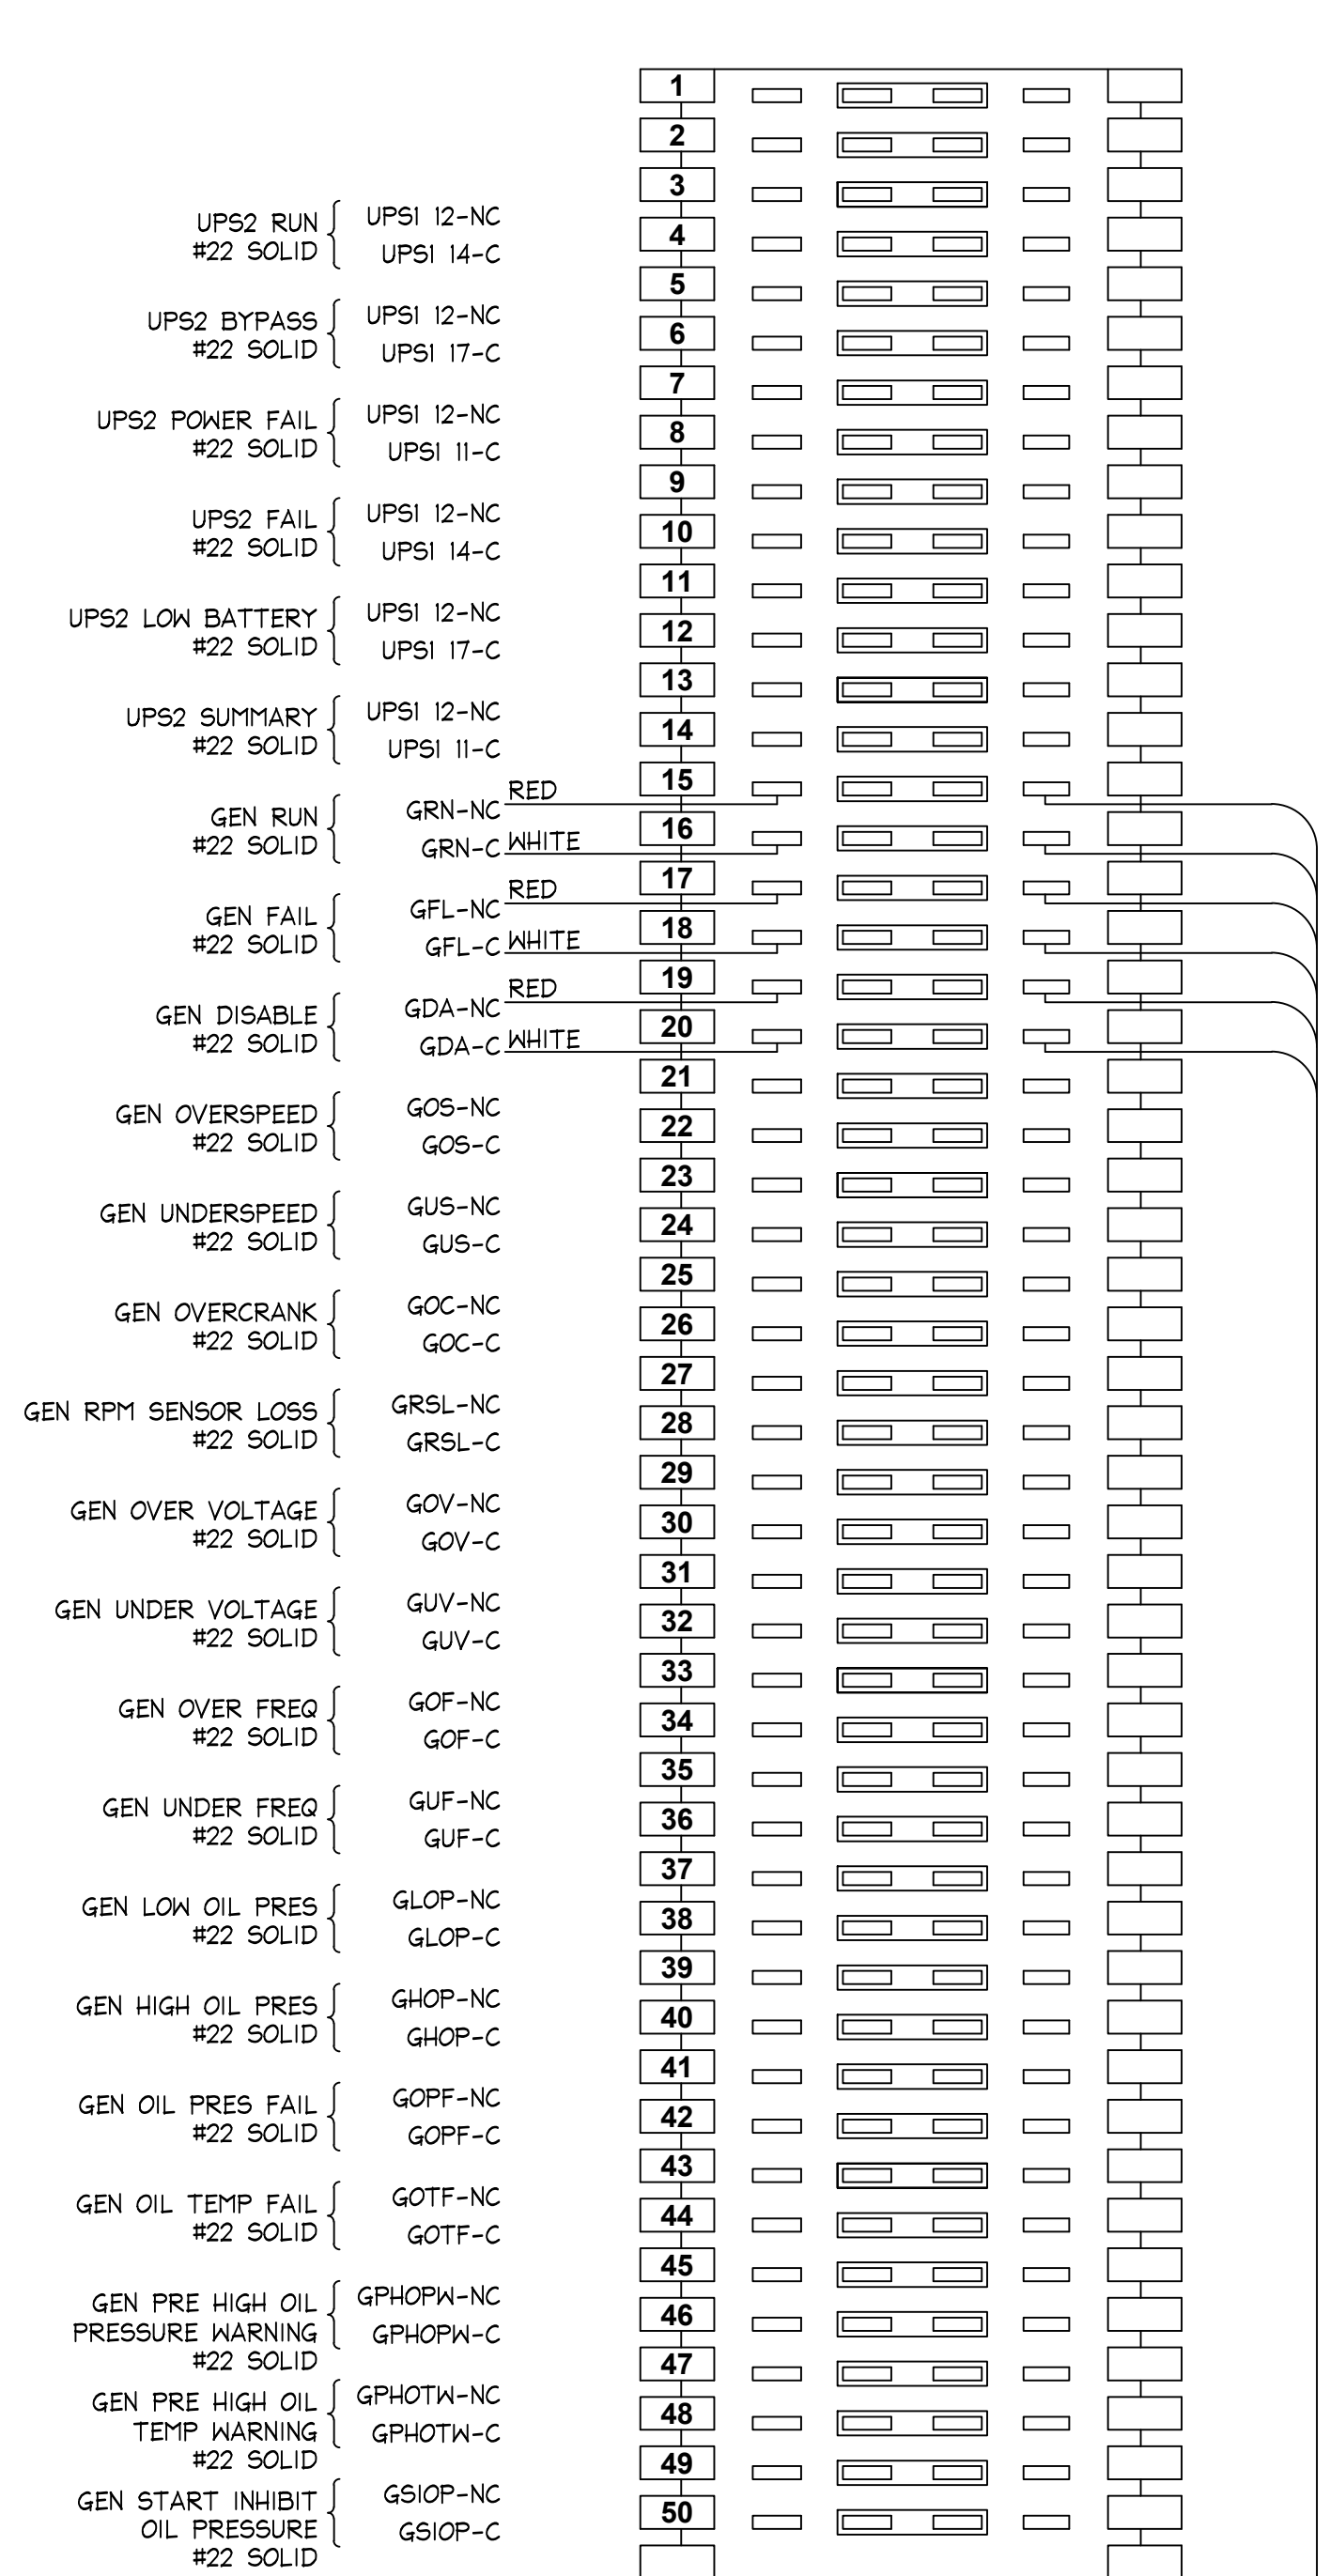 1
2
3
UPS2 RUN
#22 SOLID
UPS1 12-NC
UPS1 14-C
4
5
UPS2 BYPASS
#22 SOLID
UPS1 12-NC
UPS1 17-C
6
7
UPS2 POWER FAIL
#22 SOLID
UPS1 12-NC
UPS1 11-C
8
9
UPS2 FAIL
#22 SOLID
UPS1 12-NC
UPS1 14-C
10
11
UPS2 LOW BATTERY
#22 SOLID
UPS1 12-NC
UPS1 17-C
12
13
UPS2 SUMMARY
#22 SOLID
UPS1 12-NC
UPS1 11-C
14
15
GEN RUN
#22 SOLID
GRN-NC RED
GRN-C WHITE
16
17
GEN FAIL
#22 SOLID
GFL-NC RED
GFL-C WHITE
18
19
GEN DISABLE
#22 SOLID
GDA-NC RED
GDA-C WHITE
20
21
GEN OVERSPEED
#22 SOLID
GOS-NC
GOS-C
22
23
GEN UNDERSPEED
#22 SOLID
GUS-NC
GUS-C
24
25
GEN OVERCRANK
#22 SOLID
GOC-NC
GOC-C
26
27
GEN RPM SENSOR LOSS
#22 SOLID
GRSL-NC
GRSL-C
28
29
GEN OVER VOLTAGE
#22 SOLID
GOV-NC
GOV-C
30
31
GEN UNDER VOLTAGE
#22 SOLID
GUV-NC
GUV-C
32
33
GEN OVER FREQ
#22 SOLID
GOF-NC
GOF-C
34
35
GEN UNDER FREQ
#22 SOLID
GUF-NC
GUF-C
36
37
GEN LOW OIL PRES
#22 SOLID
GLOP-NC
GLOP-C
38
39
GEN HIGH OIL PRES
#22 SOLID
GHOP-NC
GHOP-C
40
41
GEN OIL PRES FAIL
#22 SOLID
GOPF-NC
GOPF-C
42
43
GEN OIL TEMP FAIL
#22 SOLID
GOTF-NC
GOTF-C
44
45
GEN PRE HIGH OIL
PRESSURE WARNING
#22 SOLID
GPHOPW-NC
GPHOPW-C
46
47
GEN PRE HIGH OIL
TEMP WARNING
#22 SOLID
GPHOTW-NC
GPHOTW-C
48
49
GEN START INHIBIT
OIL PRESSURE
#22 SOLID
GSIOP-NC
GSIOP-C
50